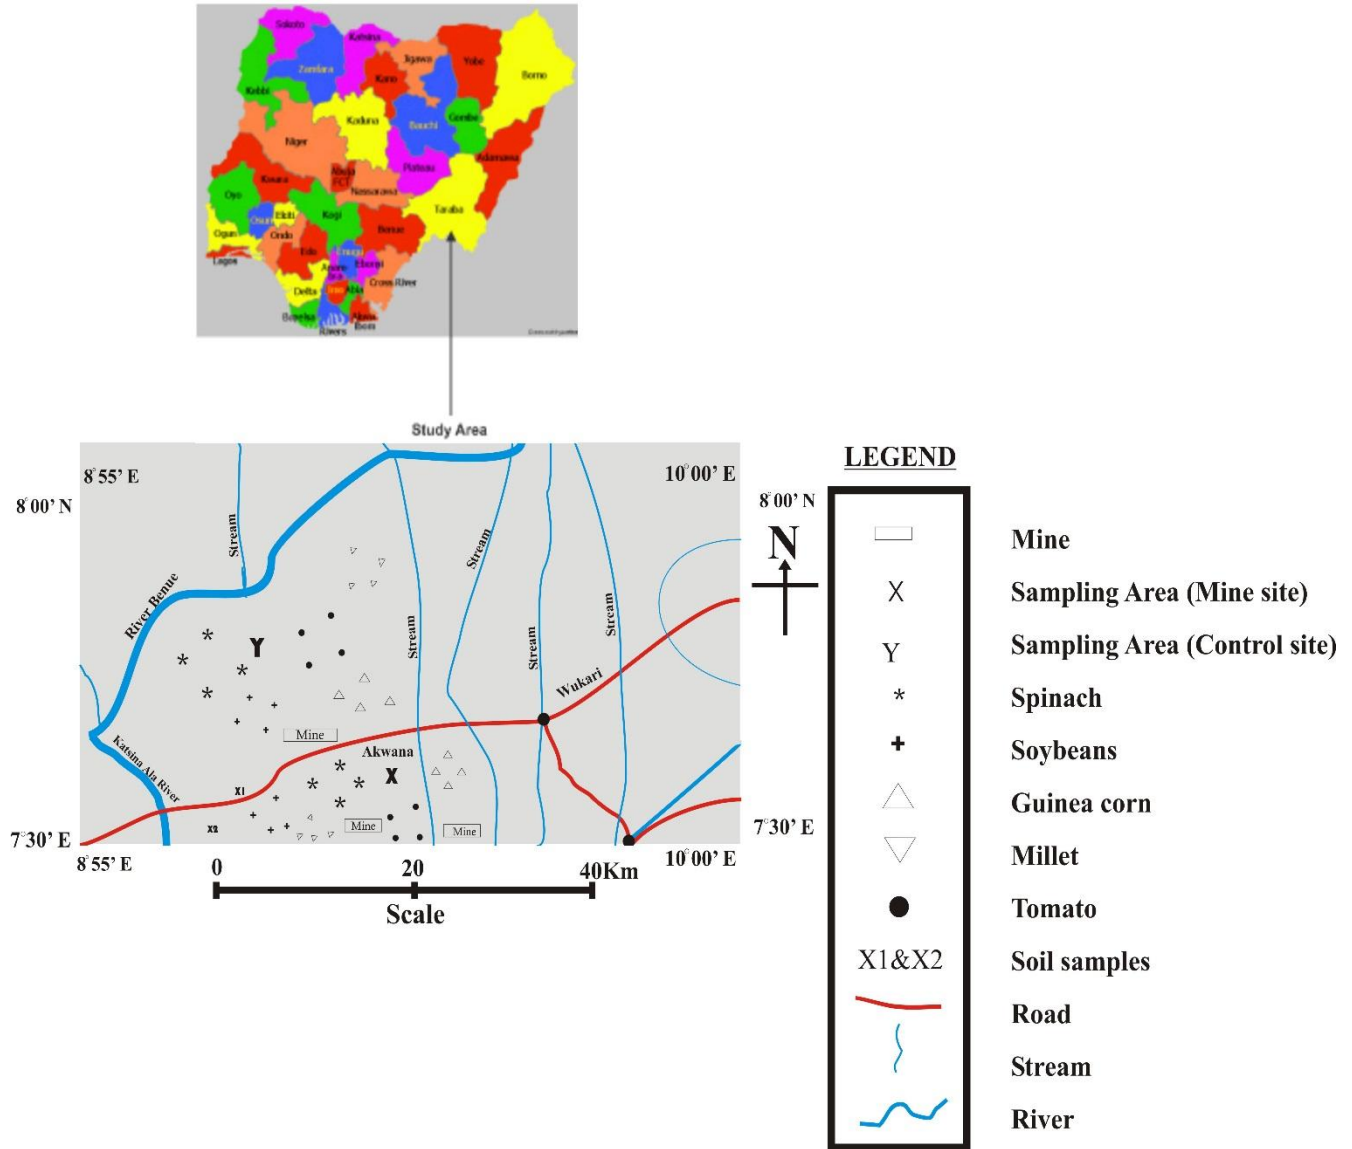 Sokoto
Katsina
Jigawa
Yobe
Borno
Zamfara
Kano
Kebbi
Kaduna
Bauchi
Gombe
Niger
Adamawa
Plateau
Abuja
FCT
Kwara
Nassarawa
Oyo
Taraba
Kogi
Osun
Ekiti
Benue
Ogun
Ondo
Edo
Enugu
Lagos
Ebonyi
Cross River
Delta
Imo
Abia
Rivers
Study Area
LEGEND
8°55’ E
10°00’ E
8°00’ N
8°00’ N
N
Stream
Stream
River Benue
Stream
Stream
Stream
Y
Wukari
Mine
Akwana
X
Katsina Ala River
X1
X2
Mine
Mine
7°30’ E
7°30’ E
8°55’ E
10°00’ E
0 20 40Km
Scale
Mine
X Sampling Area (Mine site)
Y Sampling Area (Control site)
* Spinach
+ Soybeans
Guinea corn
Millet
Tomato
X1&X2 Soil samples
Road
Stream
River